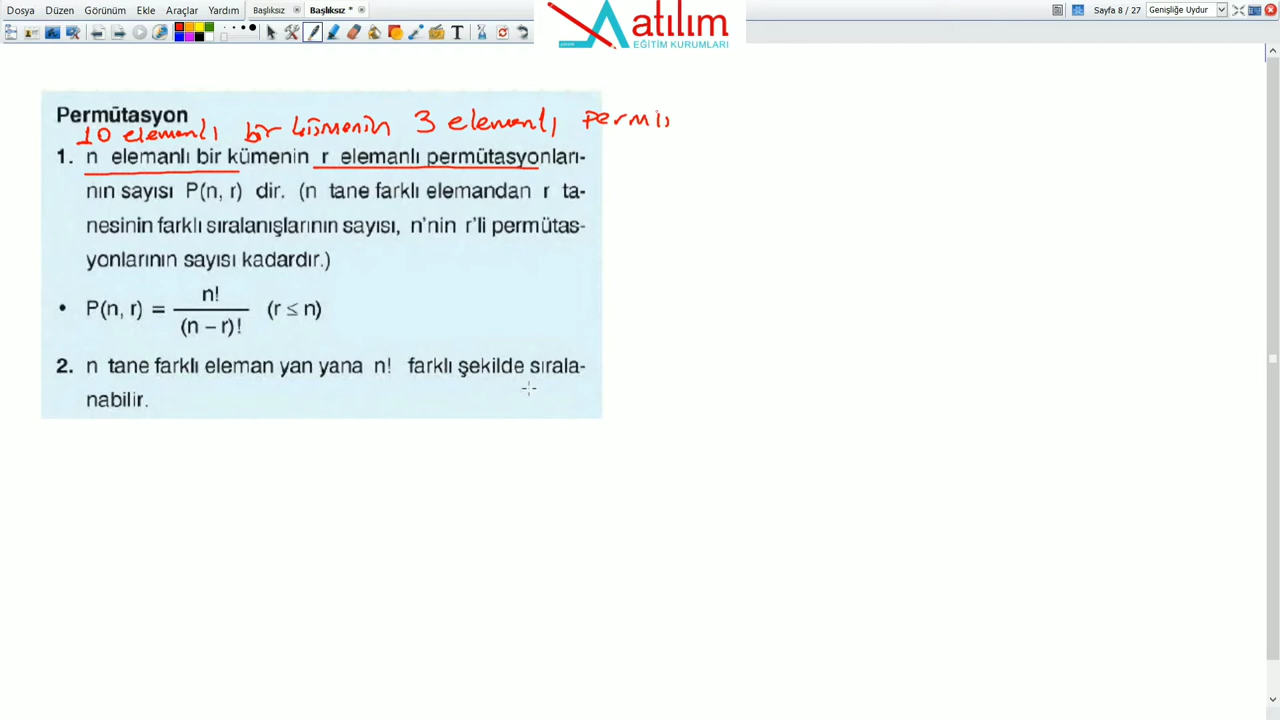 Dosya Düzen Görünüm Ekle Araçlar Yardım Başlıksız Başlıksız * Sayfa 8 / 27 Genişliğe Uydur
atılım
EĞİTİM KURUMLARI
Permütasyon
10 elemanlı bir kümenin 3 elemanlı permü
1. n elemanlı bir kümenin r elemanlı permütasyonları-
nın sayısı P(n, r) dir. (n tane farklı elemandan r ta-
nesinin farklı sıralanışlarının sayısı, n'nin r'li permütas-
yonlarının sayısı kadardır.)
• P(n, r) = n! / (n – r)! (r ≤ n)
2. n tane farklı eleman yan yana n! farklı şekilde sırala-
nabilir.